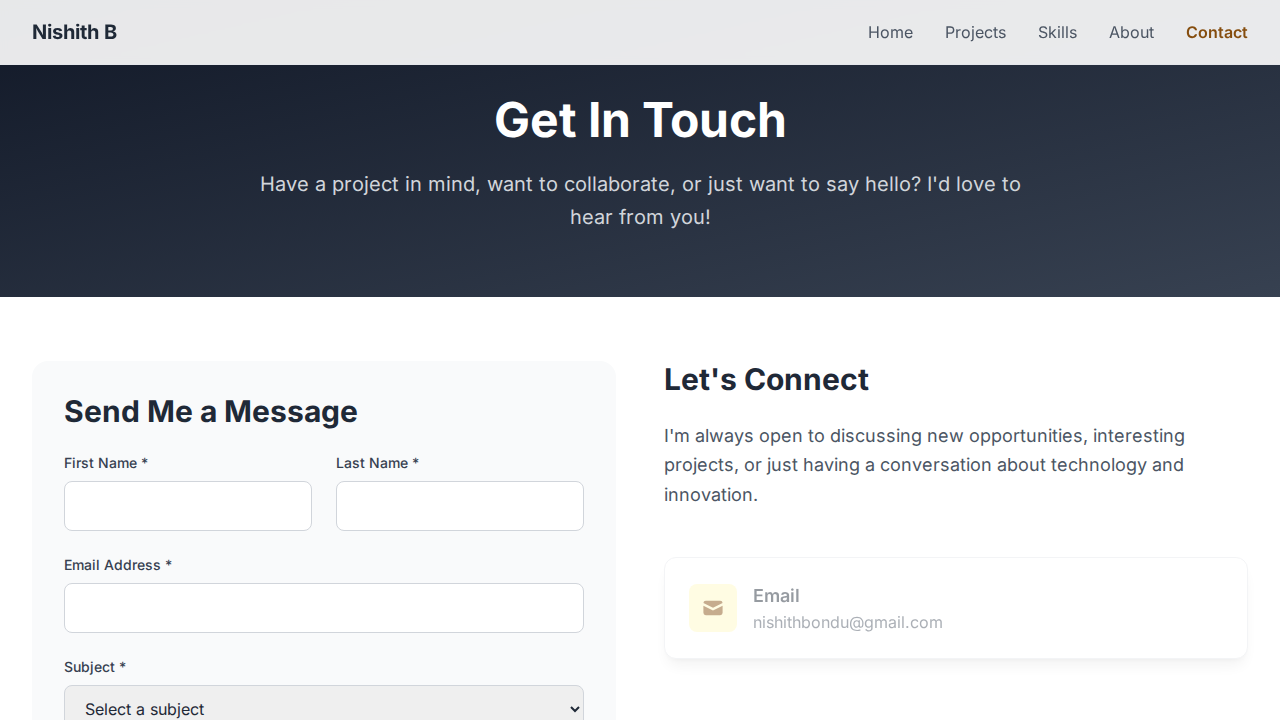 Nishith B
Home
Projects
Skills
About
Contact
Get In Touch
Have a project in mind, want to collaborate, or just want to say hello? I'd love to
hear from you!
Send Me a Message
First Name *
Last Name *
Email Address *
Subject *
Select a subject
Let's Connect
I'm always open to discussing new opportunities, interesting
projects, or just having a conversation about technology and
innovation.
Email
nishithbondu@gmail.com